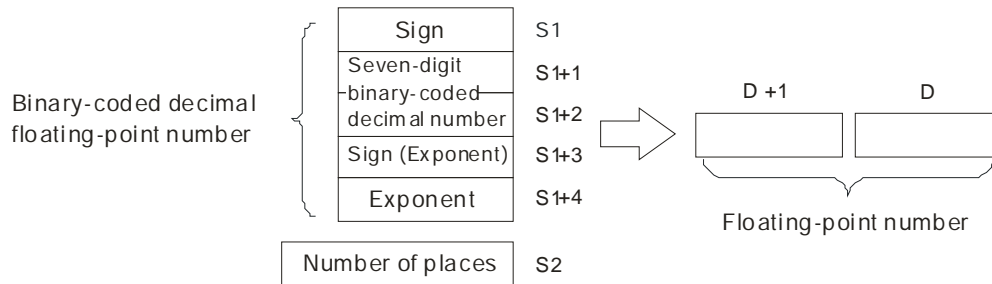 Sign S1
Seven-digit S1+1
binary-coded
decimal number S1+2
Sign (Exponent) S1+3
Exponent S1+4
Binary-coded decimal
floating-point number
D +1 D
Floating-point number
Number of places S2